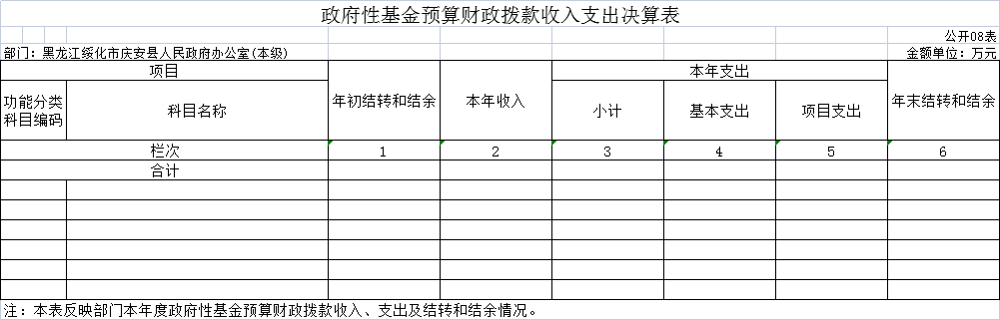 政府性基金预算财政拨款收入支出决算表
公开08表
部门：黑龙江绥化市庆安县人民政府办公室(本级)
金额单位：万元
项目
年初结转和结余
本年收入
本年支出
年末结转和结余
功能分类
科目编码
科目名称
小计
基本支出
项目支出
栏次
1
2
3
4
5
6
合计
注：本表反映部门本年度政府性基金预算财政拨款收入、支出及结转和结余情况。